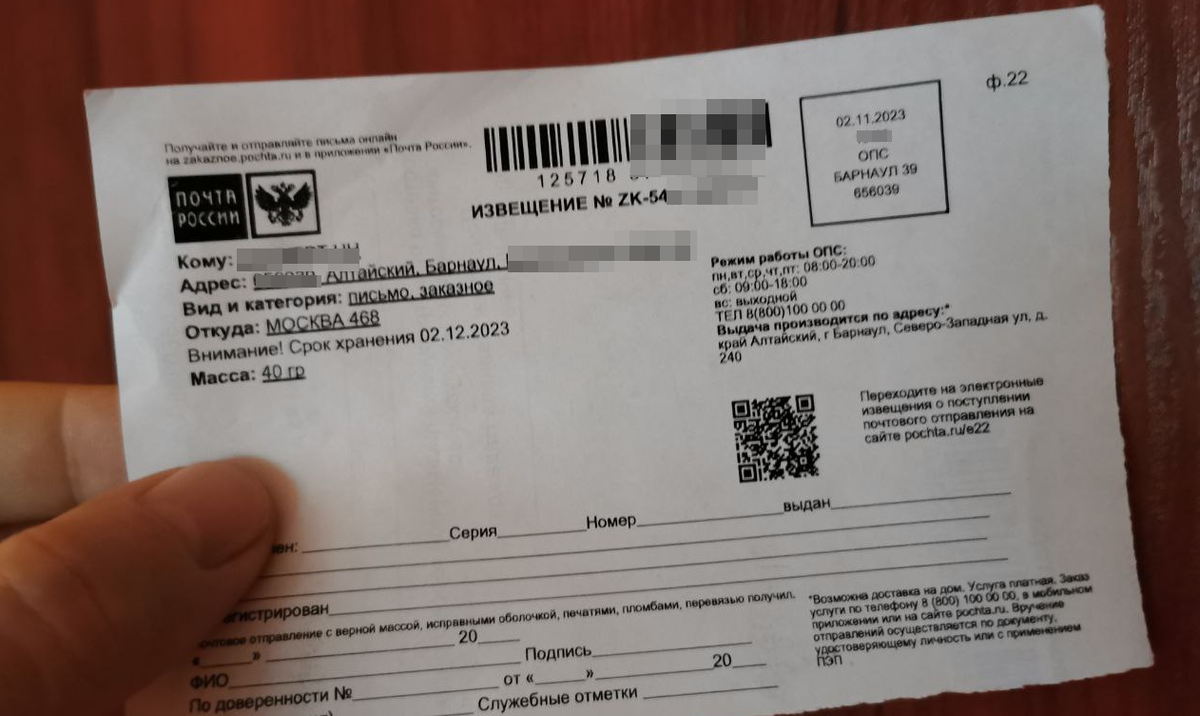 Получайте и отправляйте письма онлайн
на zakaznoe.pochta.ru и в приложении «Почта России».
ПОЧТА
РОССИИ
125718
ИЗВЕЩЕНИЕ № ZK-54
02.11.2023
ОПС
БАРНАУЛ 39
656039
ф.22
Кому:
Адрес: Алтайский, Барнаул,
Вид и категория: письмо, заказное
Откуда: МОСКВА 468
Внимание! Срок хранения 02.12.2023
Масса: 40 гр
Режим работы ОПС:
пн,вт,ср,чт,пт: 08:00-20:00
сб: 09:00-18:00
вс: выходной
ТЕЛ 8(800)100 00 00
Выдача производится по адресу:*
край Алтайский, г Барнаул, Северо-Западная ул, д.
240
Переходите на электронные
извещения о поступлении
почтового отправления на
сайте pochta.ru/e22
ен: Серия Номер выдан
гистрирован
чтовое отправление с верной массой, исправными оболочкой, печатями, пломбами, перевязью получил.
« » 20 Подпись
ФИО от « » 20
По доверенности № Служебные отметки
*Возможна доставка на дом. Услуга платная. Заказ
услуги по телефону 8 (800) 100 00 00, в мобильном
приложении или на сайте pochta.ru. Вручение
отправлений осуществляется по документу,
удостоверяющему личность или с применением
ПЭП